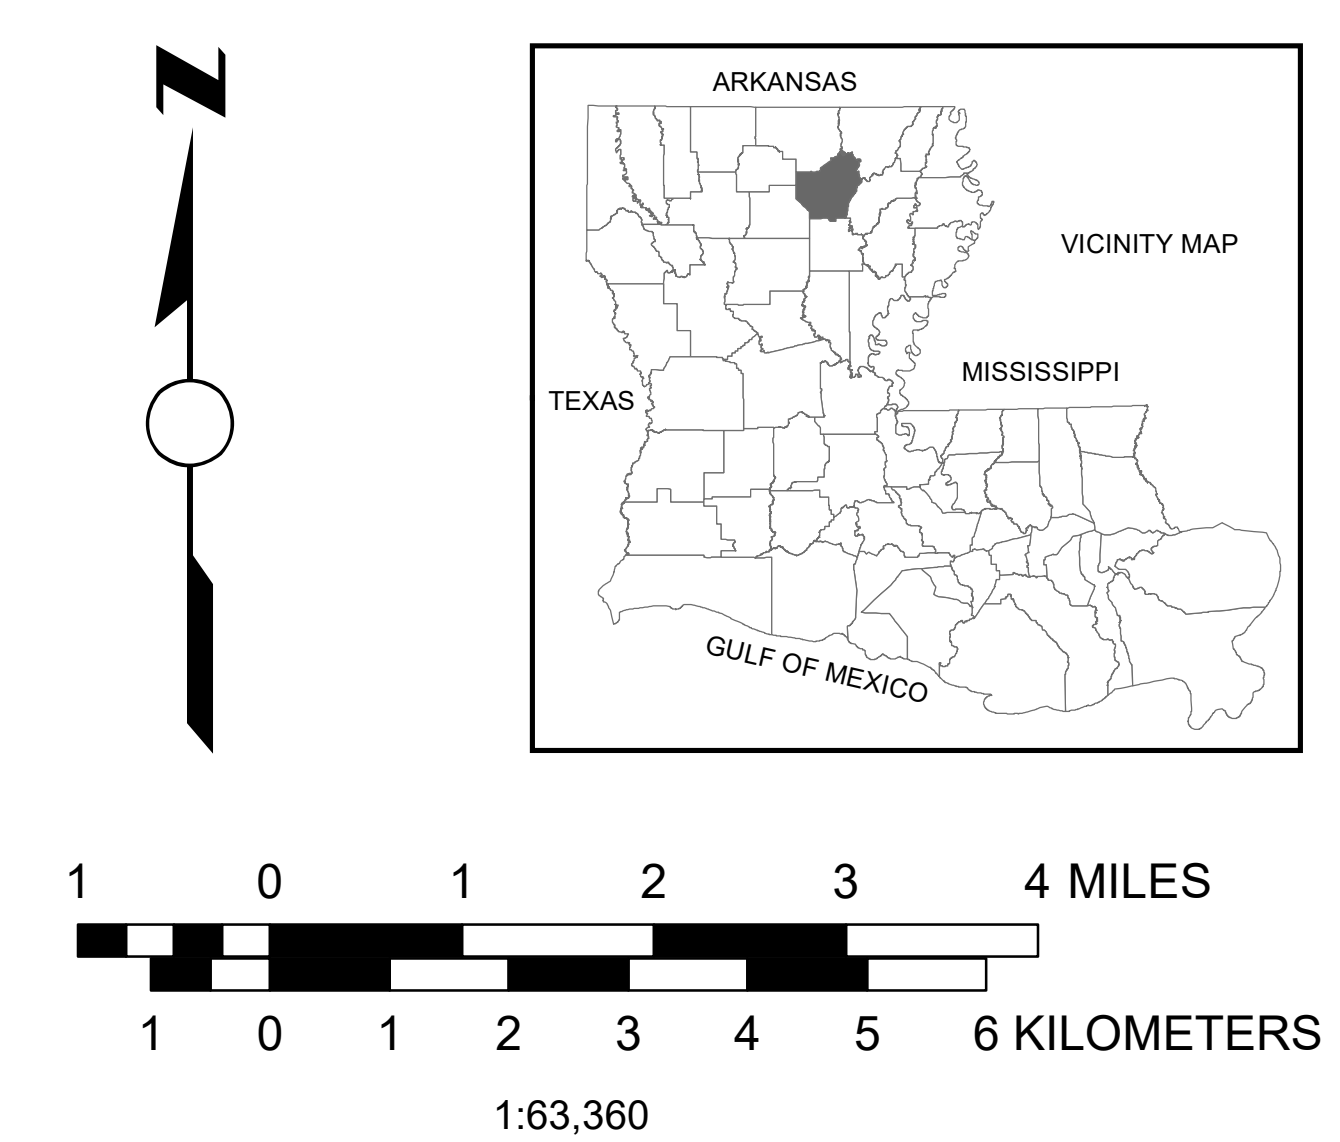 N
ARKANSAS
VICINITY MAP
MISSISSIPPI
TEXAS
GULF OF MEXICO
1 0 1 2 3 4 MILES
1 0 1 2 3 4 5 6 KILOMETERS
1:63,360